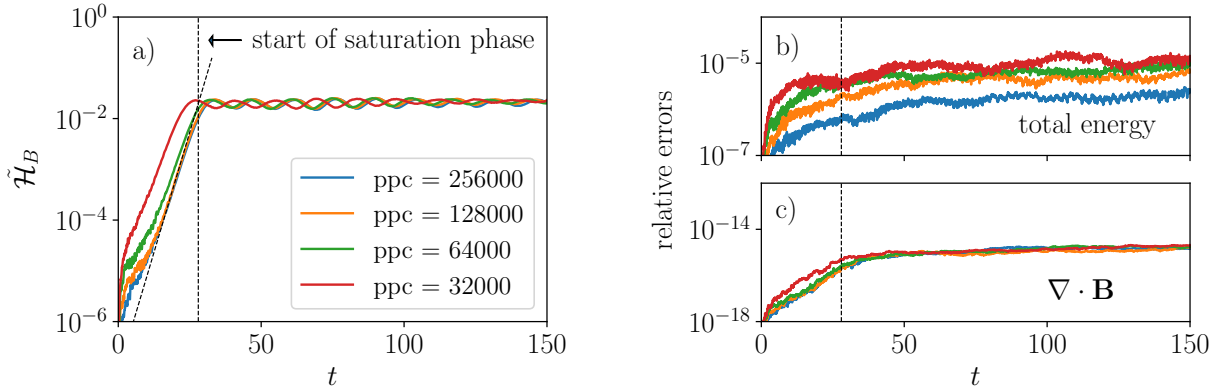 a)
start of saturation phase
10^0
10^{-2}
10^{-4}
10^{-6}
\tilde{\mathcal{H}}_B
ppc = 256000
ppc = 128000
ppc = 64000
ppc = 32000
0 50 100 150
t
relative errors
b)
10^{-5}
10^{-7}
total energy
c)
10^{-14}
10^{-18}
∇ · B
0 50 100 150
t